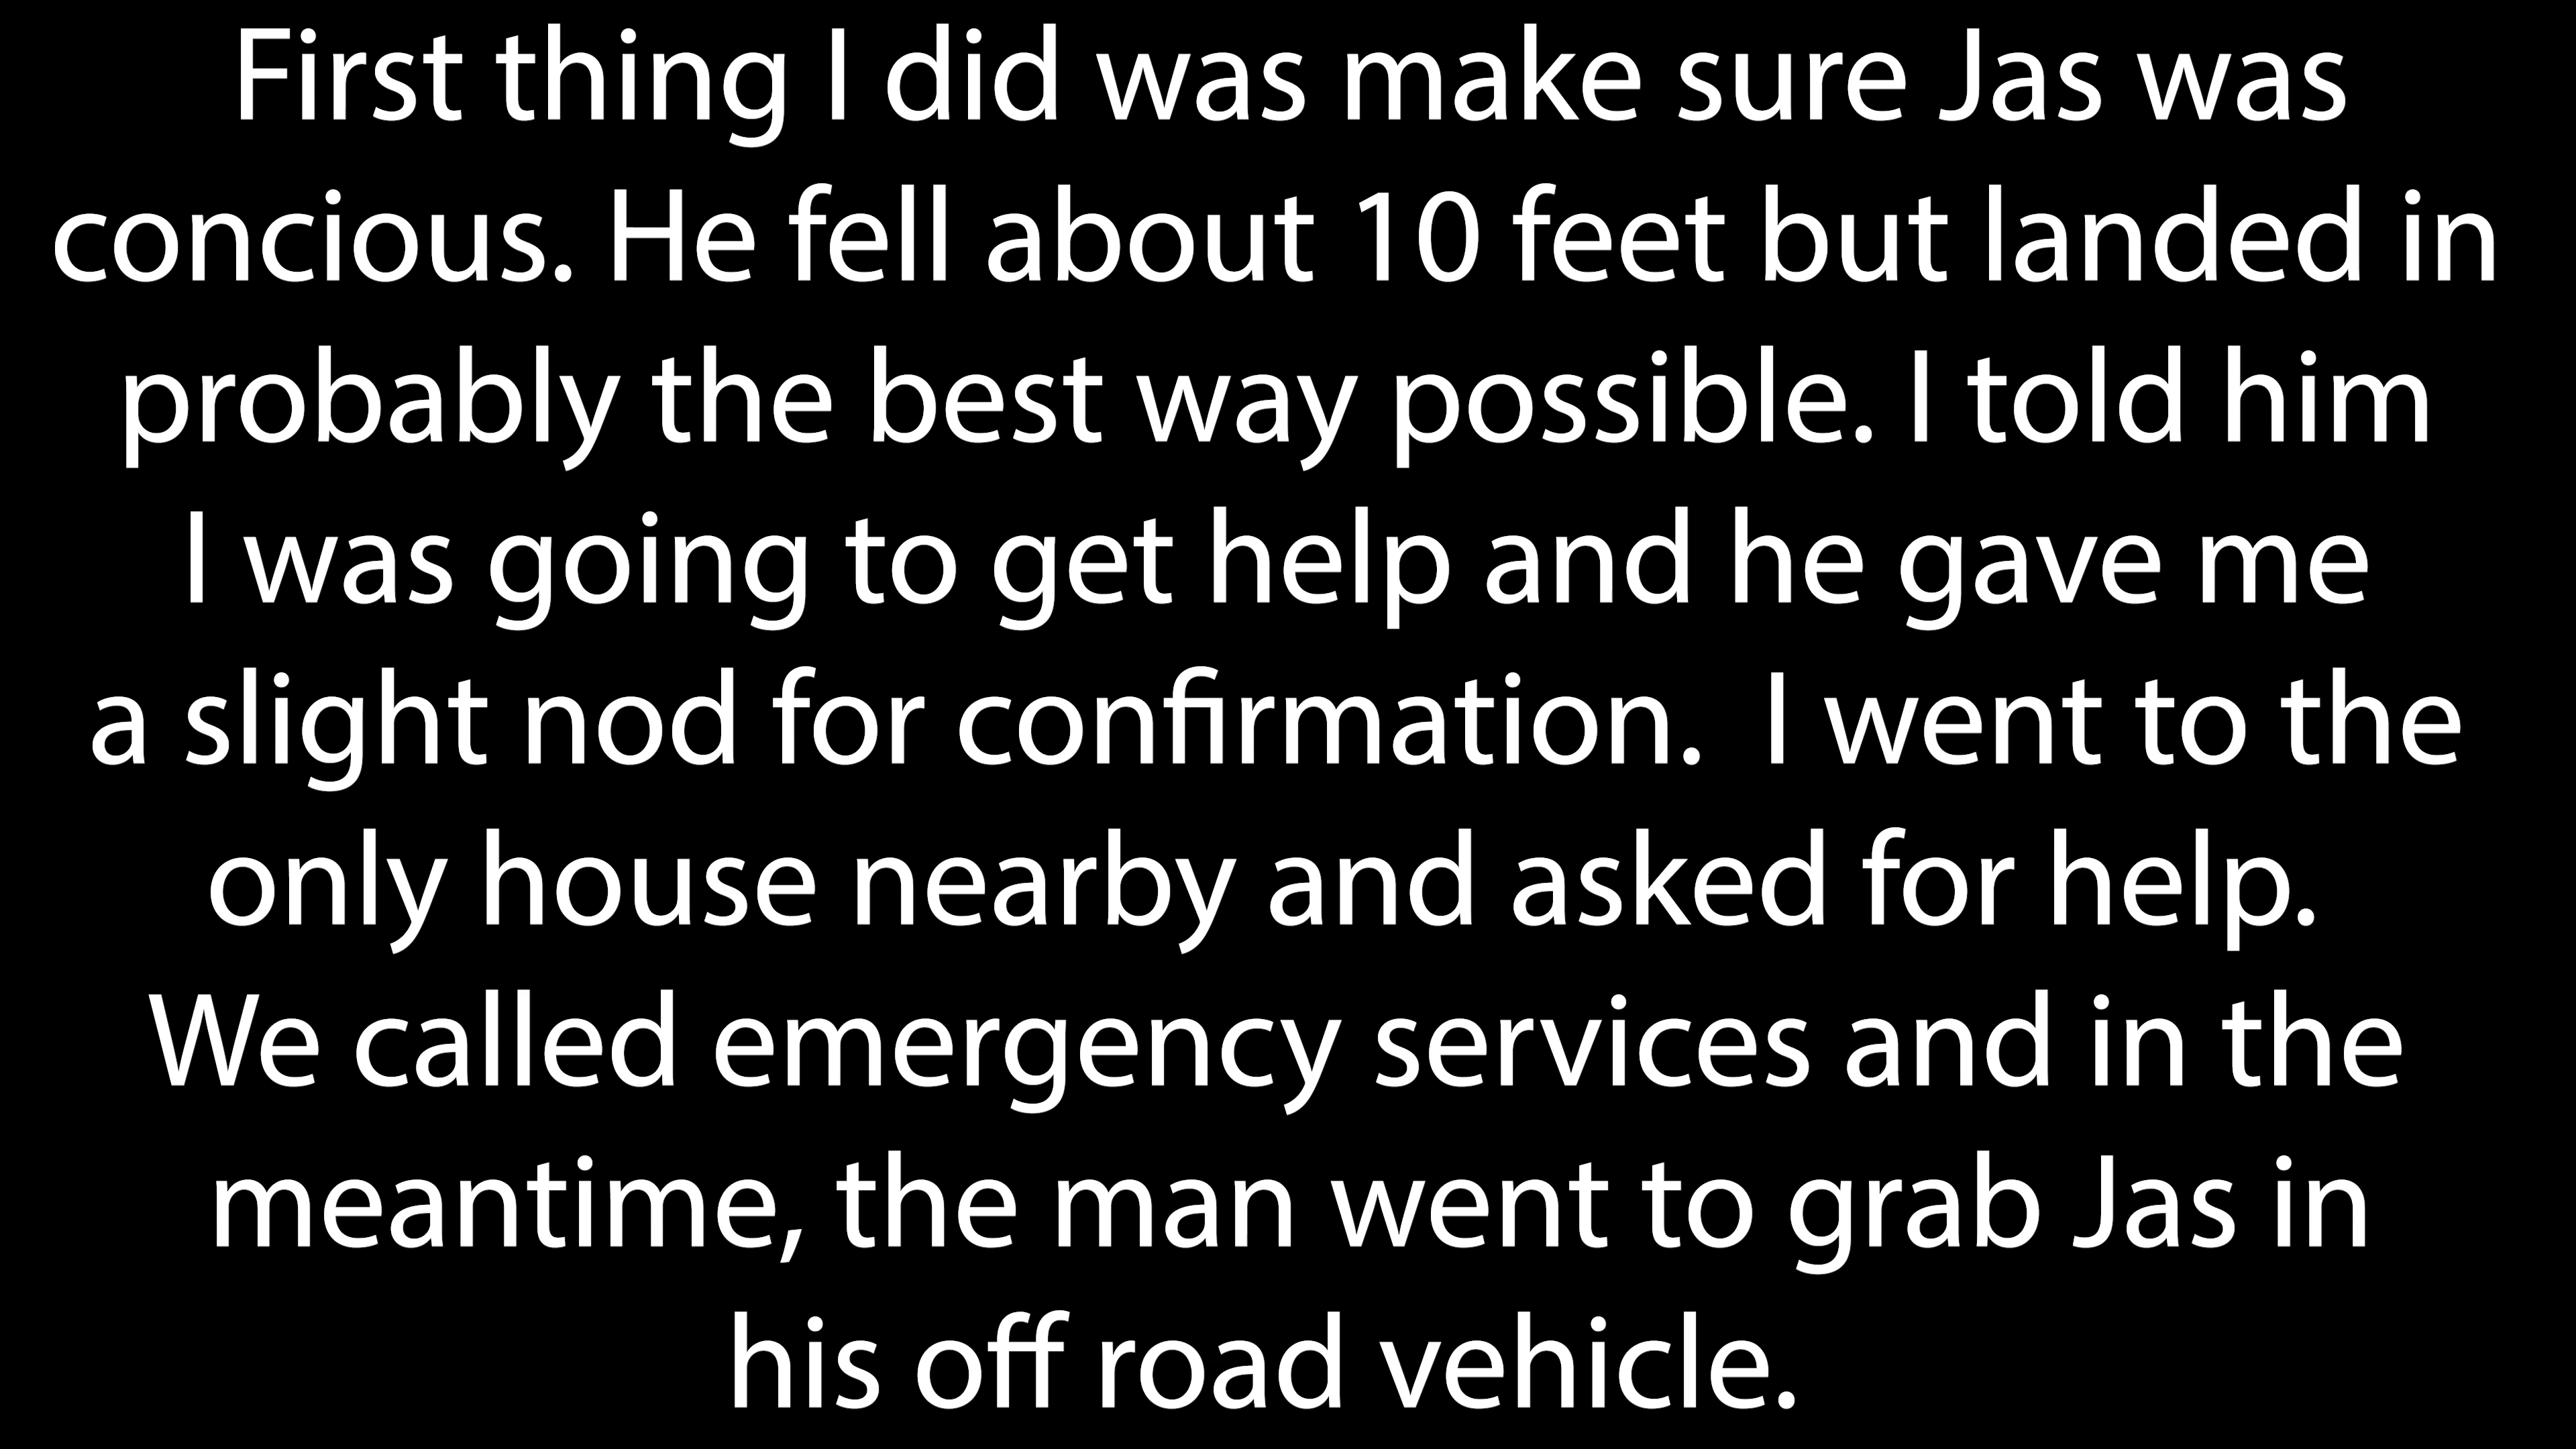 First thing I did was make sure Jas was
concious. He fell about 10 feet but landed in
probably the best way possible. I told him
I was going to get help and he gave me
a slight nod for confirmation.  I went to the
only house nearby and asked for help.
We called emergency services and in the
meantime, the man went to grab Jas in
his off road vehicle.